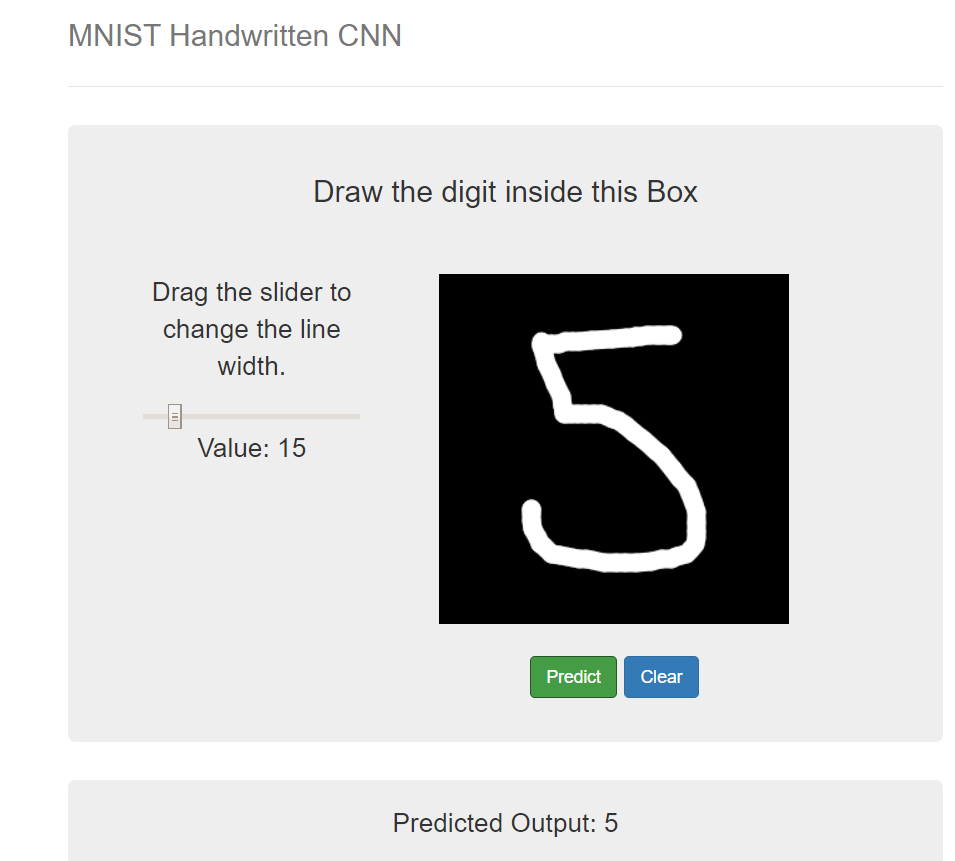 MNIST Handwritten CNN
Draw the digit inside this Box
Drag the slider to
change the line
width.
Value: 15
5
Predict Clear
Predicted Output: 5